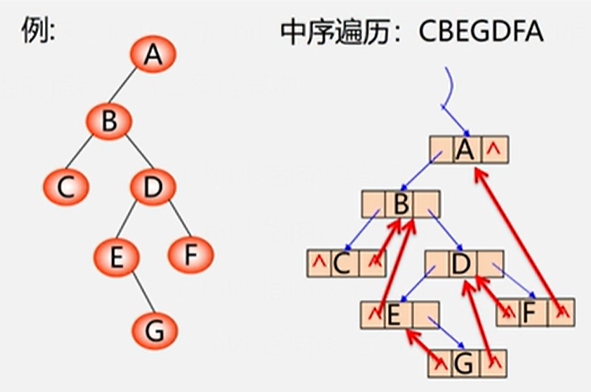 例:
中序遍历：CBEGDFA
A
B
C
D
E
F
G
A ^
B
^ C ^
D
^ E
^ F ^
^ G ^